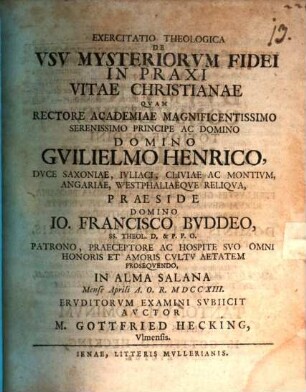 13.
EXERCITATIO THEOLOGICA
DE
VSV MYSTERIORVM FIDEI
IN PRAXI
VITAE CHRISTIANAE
QVAM
RECTORE ACADEMIAE MAGNIFICENTISSIMO
SERENISSIMO PRINCIPE AC DOMINO
DOMINO
GVILIELMO HENRICO,
DVCE SAXONIAE, IVLIACI, CLIVIAE AC MONTIVM,
ANGARIAE, WESTPHALIAEQVE RELIQVA,
PRAESIDE
DOMINO
IO. FRANCISCO BVDDEO,
SS. THEOL. D. & P. P. O.
PATRONO, PRAECEPTORE AC HOSPITE SVO OMNI
HONORIS ET AMORIS CVLTV AETATEM
PROSEQVENDO,
IN ALMA SALANA
Mense Aprili A. O. R. MDCCXIII.
ERVDITORVM EXAMINI SVBIICIT
AVCTOR
M. GOTTFRIED HECKING,
Vlmensis.
IENAE, LITTERIS MVLLERIANIS.